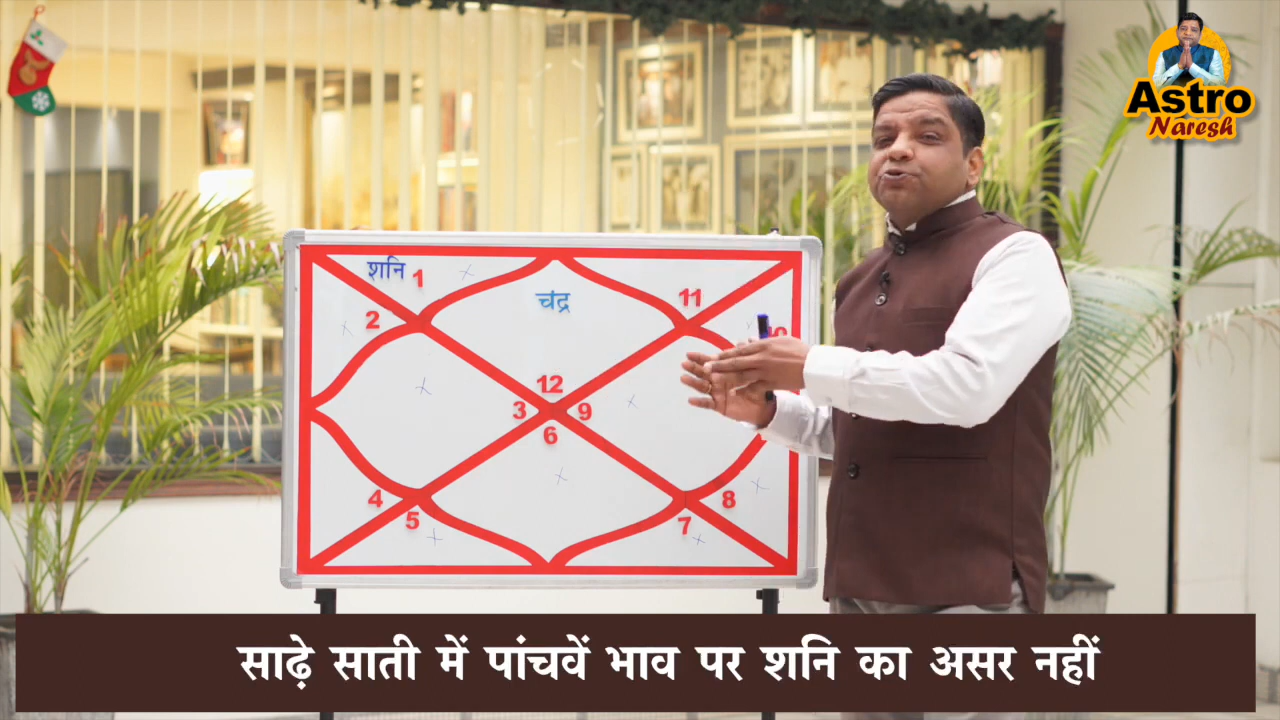 Astro
Naresh
शनि 1
चंद्र
11
2
12
3
9
6
4
5
8
7
साढ़े साती में पांचवें भाव पर शनि का असर नहीं